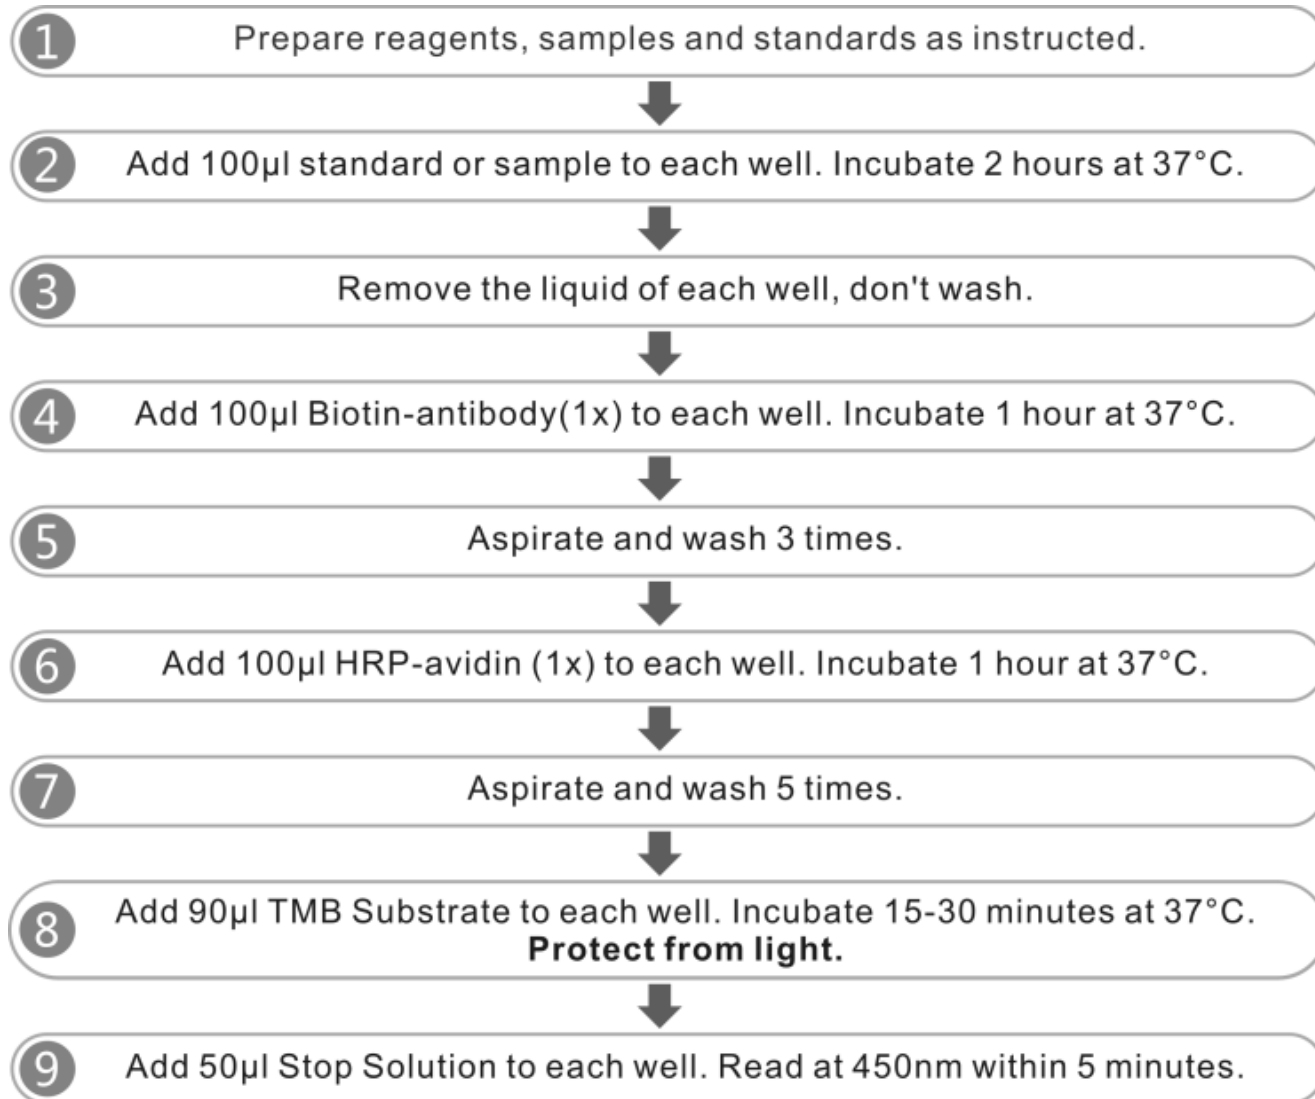 1 Prepare reagents, samples and standards as instructed.
2 Add 100μl standard or sample to each well. Incubate 2 hours at 37°C.
3 Remove the liquid of each well, don't wash.
4 Add 100μl Biotin-antibody(1x) to each well. Incubate 1 hour at 37°C.
5 Aspirate and wash 3 times.
6 Add 100μl HRP-avidin (1x) to each well. Incubate 1 hour at 37°C.
7 Aspirate and wash 5 times.
8 Add 90μl TMB Substrate to each well. Incubate 15-30 minutes at 37°C.
Protect from light.
9 Add 50μl Stop Solution to each well. Read at 450nm within 5 minutes.